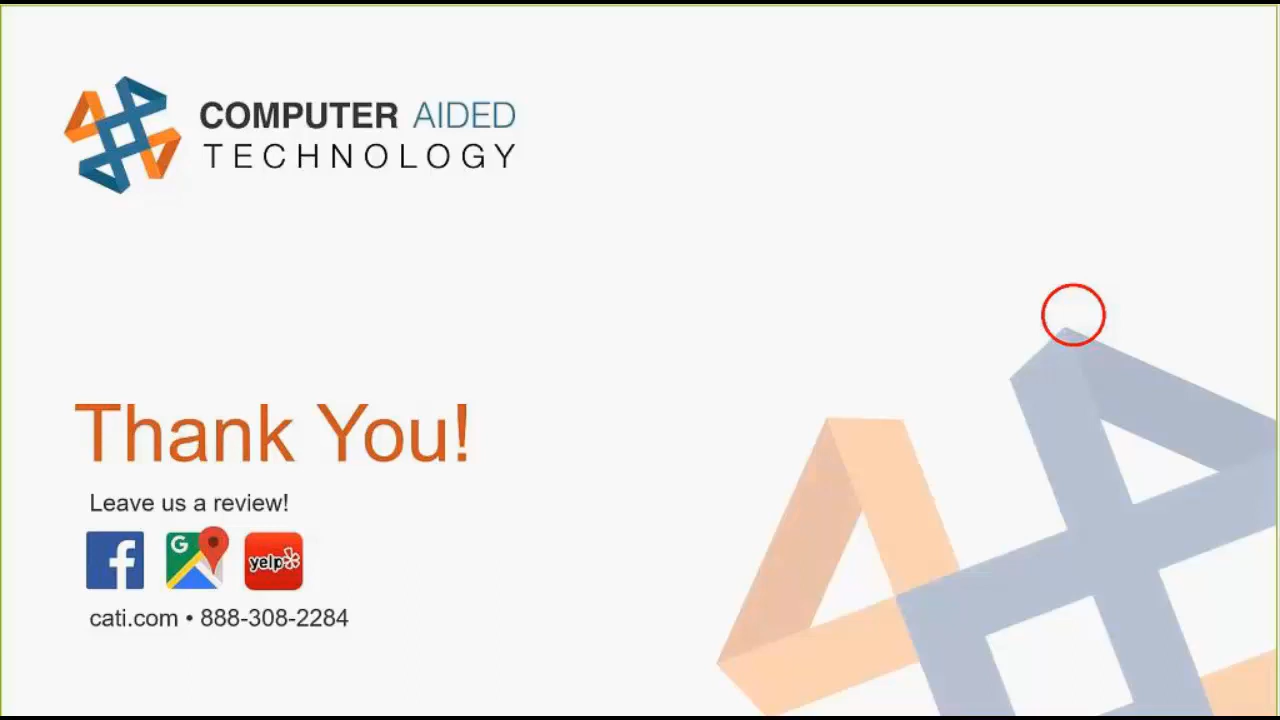 COMPUTER AIDED
TECHNOLOGY
Thank You!
Leave us a review!
f G yelp
cati.com • 888-308-2284